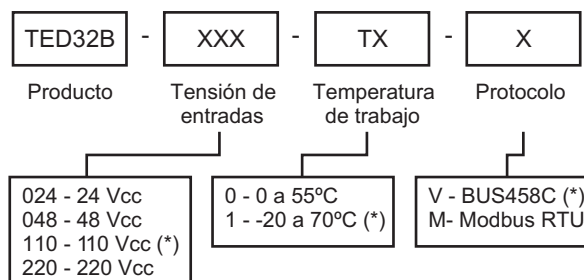 TED32B - XXX - TX - X
Producto Tensión de entradas Temperatura de trabajo Protocolo
024 - 24 Vcc
048 - 48 Vcc
110 - 110 Vcc (*)
220 - 220 Vcc
0 - 0 a 55ºC
1 - -20 a 70ºC (*)
V - BUS458C (*)
M- Modbus RTU